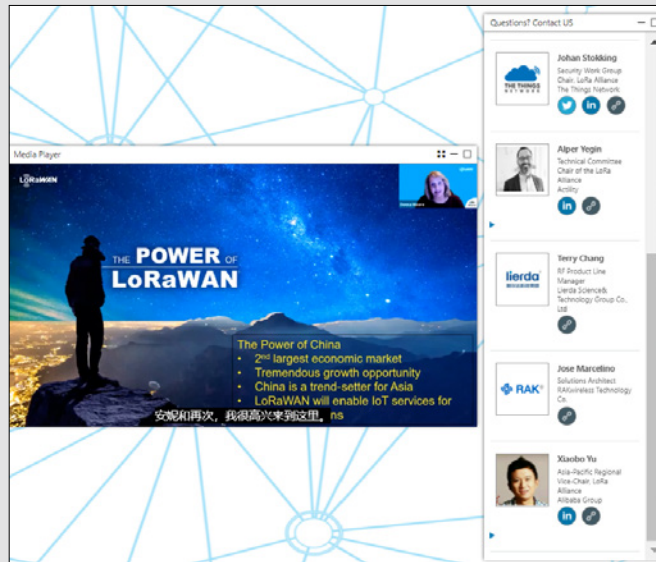 Questions? Contact US
Johan Stokking
Security Work Group
Chair, LoRa Alliance
The Things Network
THE THINGS
NETWORK
Alper Yegin
Technical Committee
Chair of the LoRa
Alliance
Actility
Terry Chang
RF Product Line
Manager
Lierda Science&
Technology Group Co.,
Ltd
lierda
Jose Marcelino
Solutions Architect
RAKwireless Technology
Co.
RAK
Xiaobo Yu
Asia-Pacific Regional
Vice-Chair, LoRa
Alliance
Alibaba Group
Media Player
LoRaWAN
THE POWER OF
LoRaWAN
The Power of China
• 2nd largest economic market
• Tremendous growth opportunity
• China is a trend-setter for Asia
• LoRaWAN will enable IoT services for
ns
安妮和再次，我很高兴来到这里。